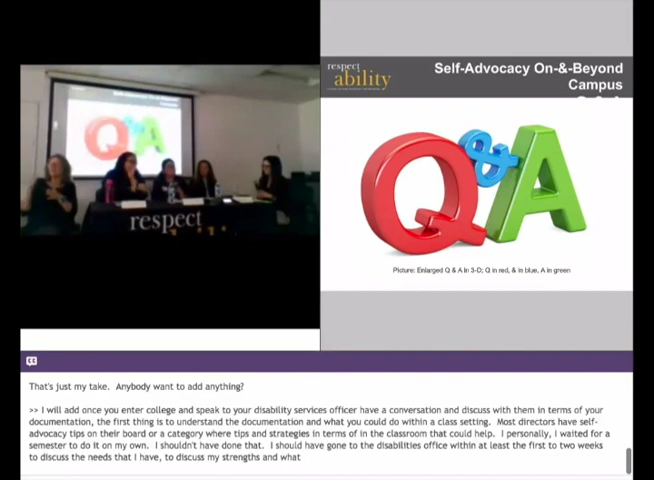 respect
ability
Self-Advocacy On-&-Beyond
Campus
Q & A
Q & A
respect
Picture: Enlarged Q & A In 3-D; Q in red, & in blue, A in green
That's just my take. Anybody want to add anything?
>> I will add once you enter college and speak to your disability services officer have a conversation and discuss with them in terms of your
documentation, the first thing is to understand the documentation and what you could do within a class setting. Most directors have self-
advocacy tips on their board or a category where tips and strategies in terms of in the classroom that could help. I personally, I waited for a
semester to do it on my own. I shouldn't have done that. I should have gone to the disabilities office within at least the first to two weeks
to discuss the needs that I have, to discuss my strengths and what